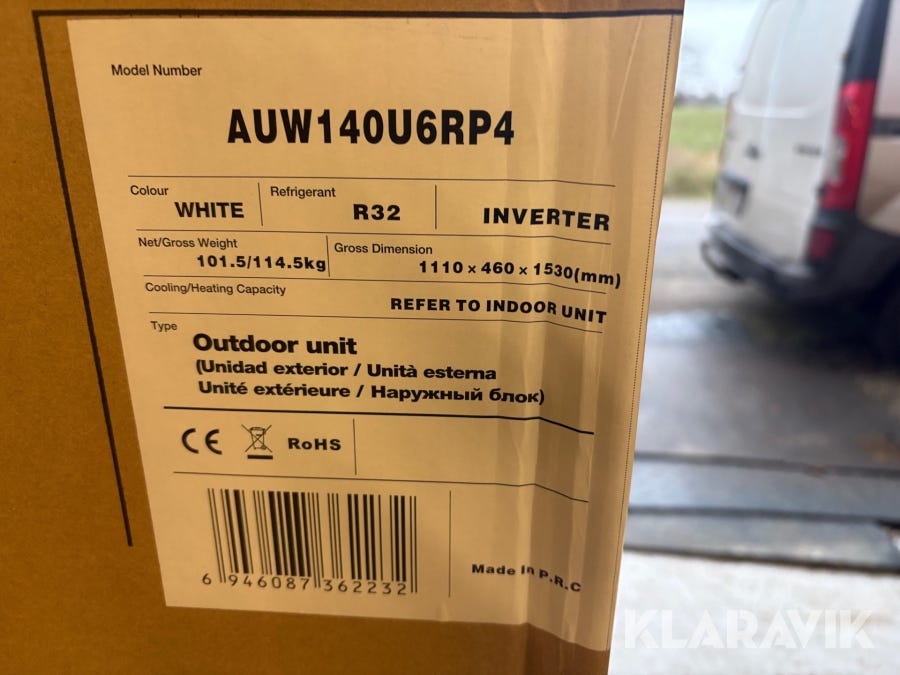 Model Number
AUW140U6RP4
Colour
WHITE
Refrigerant
R32
INVERTER
Net/Gross Weight
101.5/114.5kg
Gross Dimension
1110 × 460 × 1530(mm)
Cooling/Heating Capacity
REFER TO INDOOR UNIT
Type
Outdoor unit
(Unidad exterior / Unità esterna
Unité extérieure / Наружный блок)
CE
RoHS
6 946087 362232
Made In P.R.C
KLARAVIK